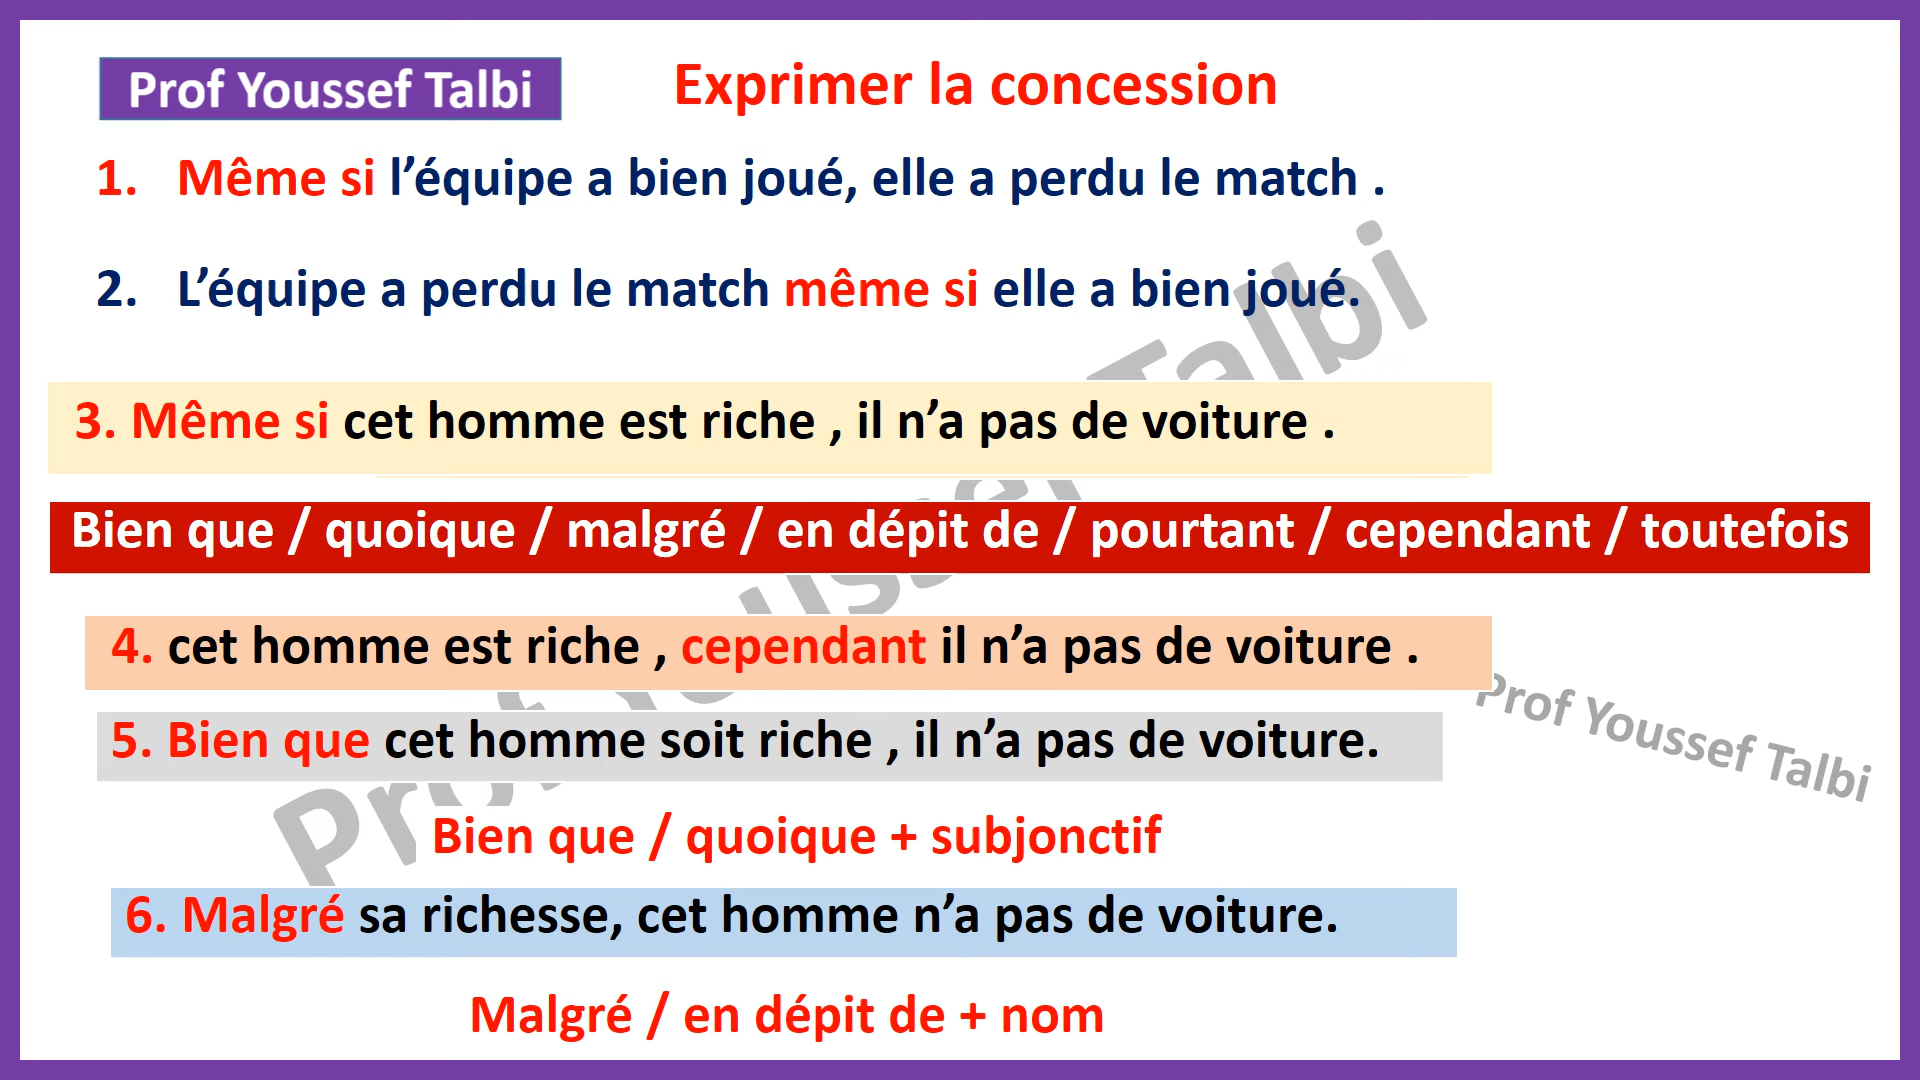 Prof Youssef Talbi
Exprimer la concession
1. Même si l’équipe a bien joué, elle a perdu le match .
2. L’équipe a perdu le match même si elle a bien joué.
3. Même si cet homme est riche , il n’a pas de voiture .
Bien que / quoique / malgré / en dépit de / pourtant / cependant / toutefois
4. cet homme est riche , cependant il n’a pas de voiture .
5. Bien que cet homme soit riche , il n’a pas de voiture.
Bien que / quoique + subjonctif
6. Malgré sa richesse, cet homme n’a pas de voiture.
Malgré / en dépit de + nom
Prof Youssef Talbi
Prof Youssef Talbi